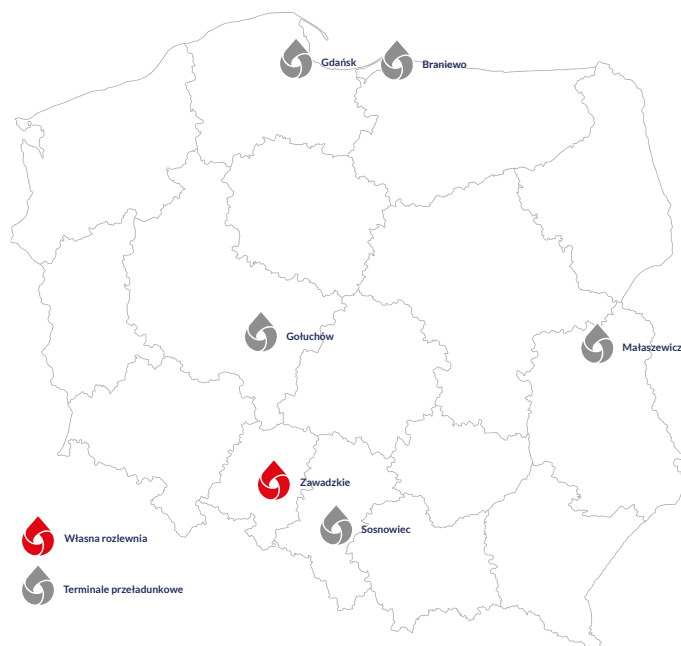 Gdańsk
Braniewo
Gołuchów
Małaszewicz
Zawadzkie
Sosnowiec
Własna rozlewnia
Terminale przeładunkowe